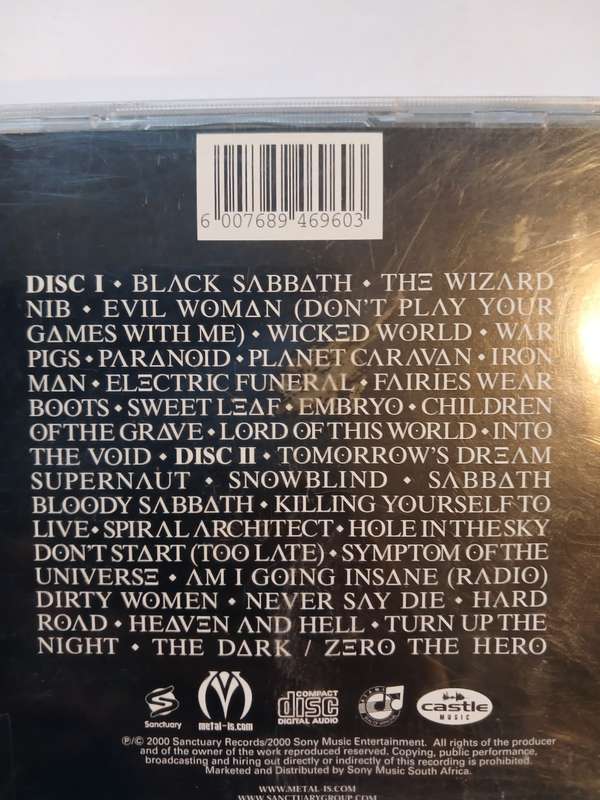 6 007689 469603
DISC I • BLACK SABBATH • THE WIZARD
NIB • EVIL WOMAN (DON'T PLAY YOUR
GAMES WITH ME) • WICKED WORLD • WAR
PIGS • PARANOID • PLANET CARAVAN • IRON
MAN • ELECTRIC FUNERAL • FAIRIES WEAR
BOOTS • SWEET LEAF • EMBRYO • CHILDREN
OF THE GRAVE • LORD OF THIS WORLD • INTO
THE VOID • DISC II • TOMORROW'S DREAM
SUPERNAUT • SNOWBLIND • SABBATH
BLOODY SABBATH • KILLING YOURSELF TO
LIVE • SPIRAL ARCHITECT • HOLE IN THE SKY
DON'T START (TOO LATE) • SYMPTOM OF THE
UNIVERSE • AM I GOING INSANE (RADIO)
DIRTY WOMEN • NEVER SAY DIE • HARD
ROAD • HEAVEN AND HELL • TURN UP THE
NIGHT • THE DARK / ZERO THE HERO
Sanctuary metal-is.com COMPACT disc DIGITAL AUDIO castle MUSIC
℗/© 2000 Sanctuary Records/2000 Sony Music Entertainment. All rights of the producer
and of the owner of the work reproduced reserved. Copying, public performance,
broadcasting and hiring out directly or indirectly of this recording is prohibited.
Marketed and Distributed by Sony Music South Africa.
WWW.METAL-IS.COM
WWW.SANCTUARYGROUP.COM